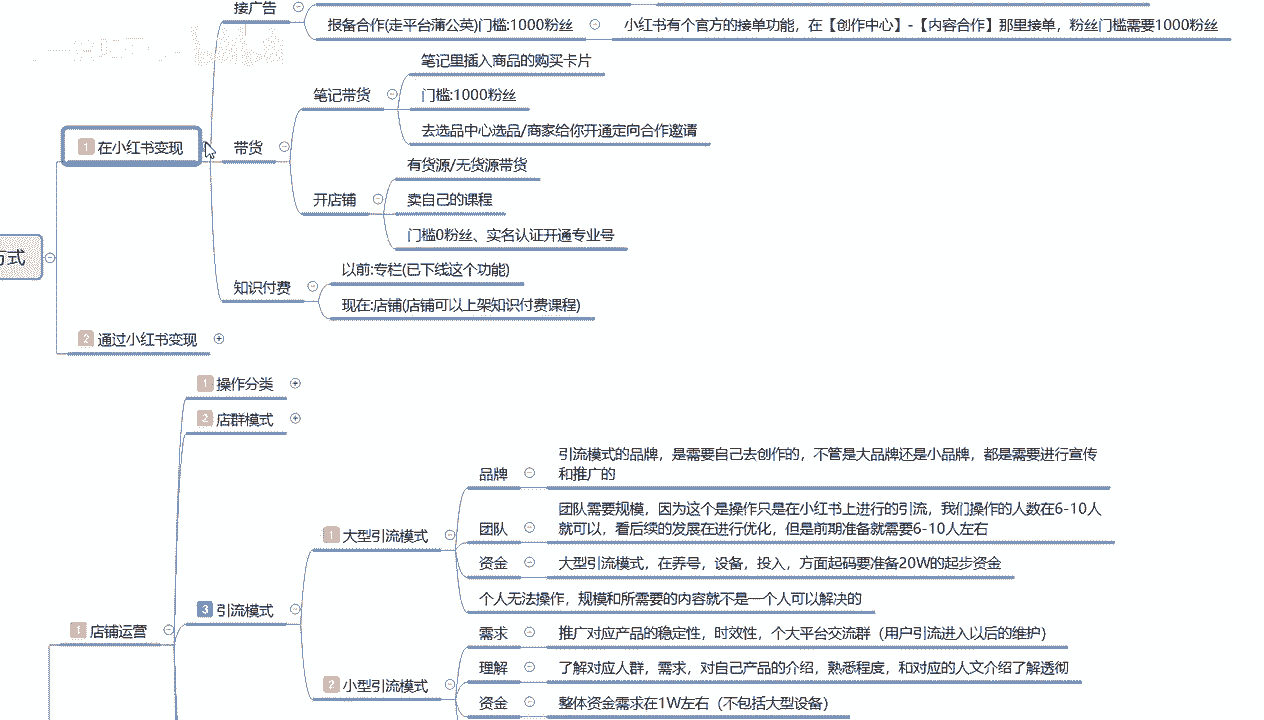 接广告
报备合作(走平台蒲公英)门槛:1000粉丝
小红书有个官方的接单功能，在【创作中心】-【内容合作】那里接单，粉丝门槛需要1000粉丝
笔记里插入商品的购买卡片
笔记带货
门槛:1000粉丝
去选品中心选品/商家给你开通定向合作邀请
1 在小红书变现
带货
有货源/无货源带货
开店铺
卖自己的课程
门槛0粉丝、实名认证开通专业号
方式
知识付费
以前:专栏(已下线这个功能)
现在:店铺(店铺可以上架知识付费课程)
2 通过小红书变现
1 操作分类
2 店群模式
品牌
引流模式的品牌，是需要自己去创作的，不管是大品牌还是小品牌，都是需要进行宣传
和推广的
1 大型引流模式
团队
团队需要规模，因为这个是操作只是在小红书上进行的引流，我们操作的人数在6-10人
就可以，看后续的发展在进行优化，但是前期准备就需要6-10人左右
资金
大型引流模式，在养号，设备，投入，方面起码要准备20W的起步资金
个人无法操作，规模和所需要的内容就不是一个人可以解决的
3 引流模式
1 店铺运营
需求
推广对应产品的稳定性，时效性，个大平台交流群（用户引流进入以后的维护）
理解
了解对应人群，需求，对自己产品的介绍，熟悉程度，和对应的人文介绍了解透彻
2 小型引流模式
资金
整体资金需求在1W左右（不包括大型设备）